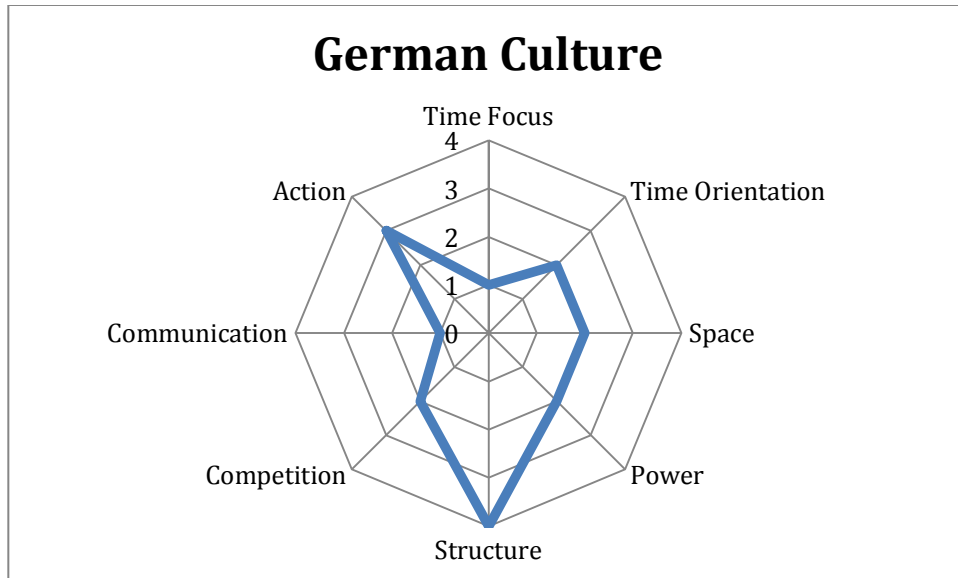 German Culture
Time Focus
4
Action
Time Orientation
3
2
1
Communication
0
Space
Competition
Power
Structure